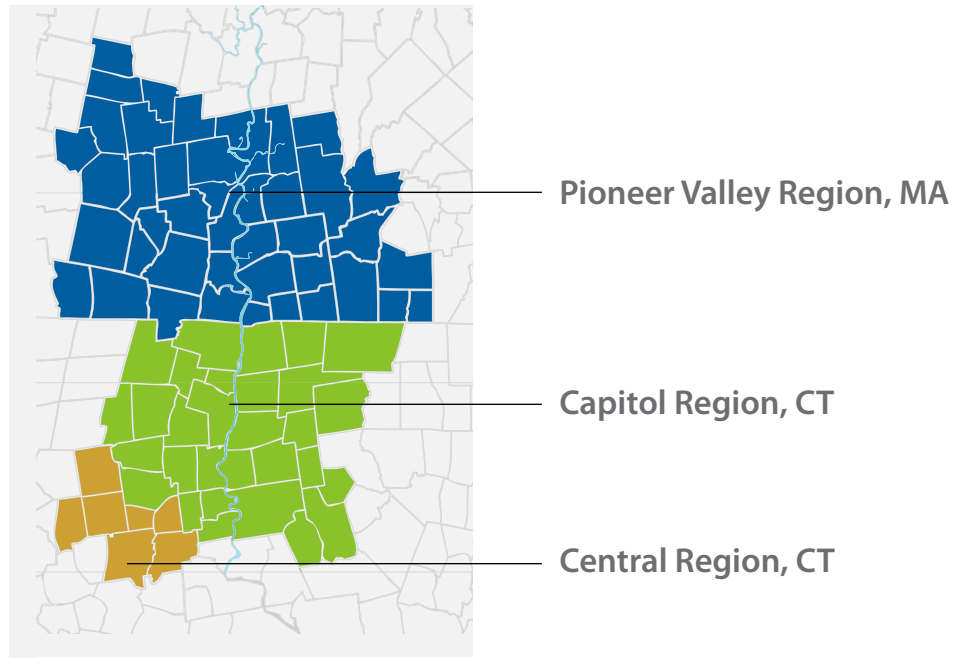 Pioneer Valley Region, MA
Capitol Region, CT
Central Region, CT